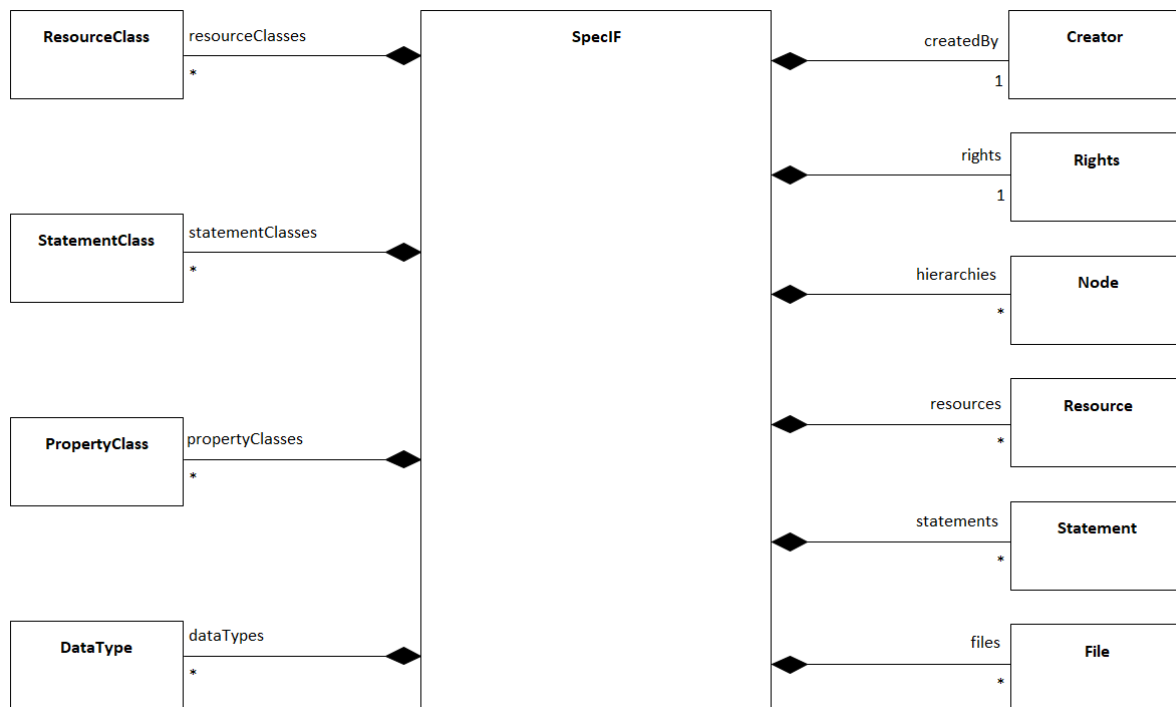 ResourceClass
resourceClasses
*
SpecIF
createdBy
1
Creator
rights
1
Rights
StatementClass
statementClasses
*
hierarchies
*
Node
resources
*
Resource
PropertyClass
propertyClasses
*
statements
*
Statement
DataType
dataTypes
*
files
*
File